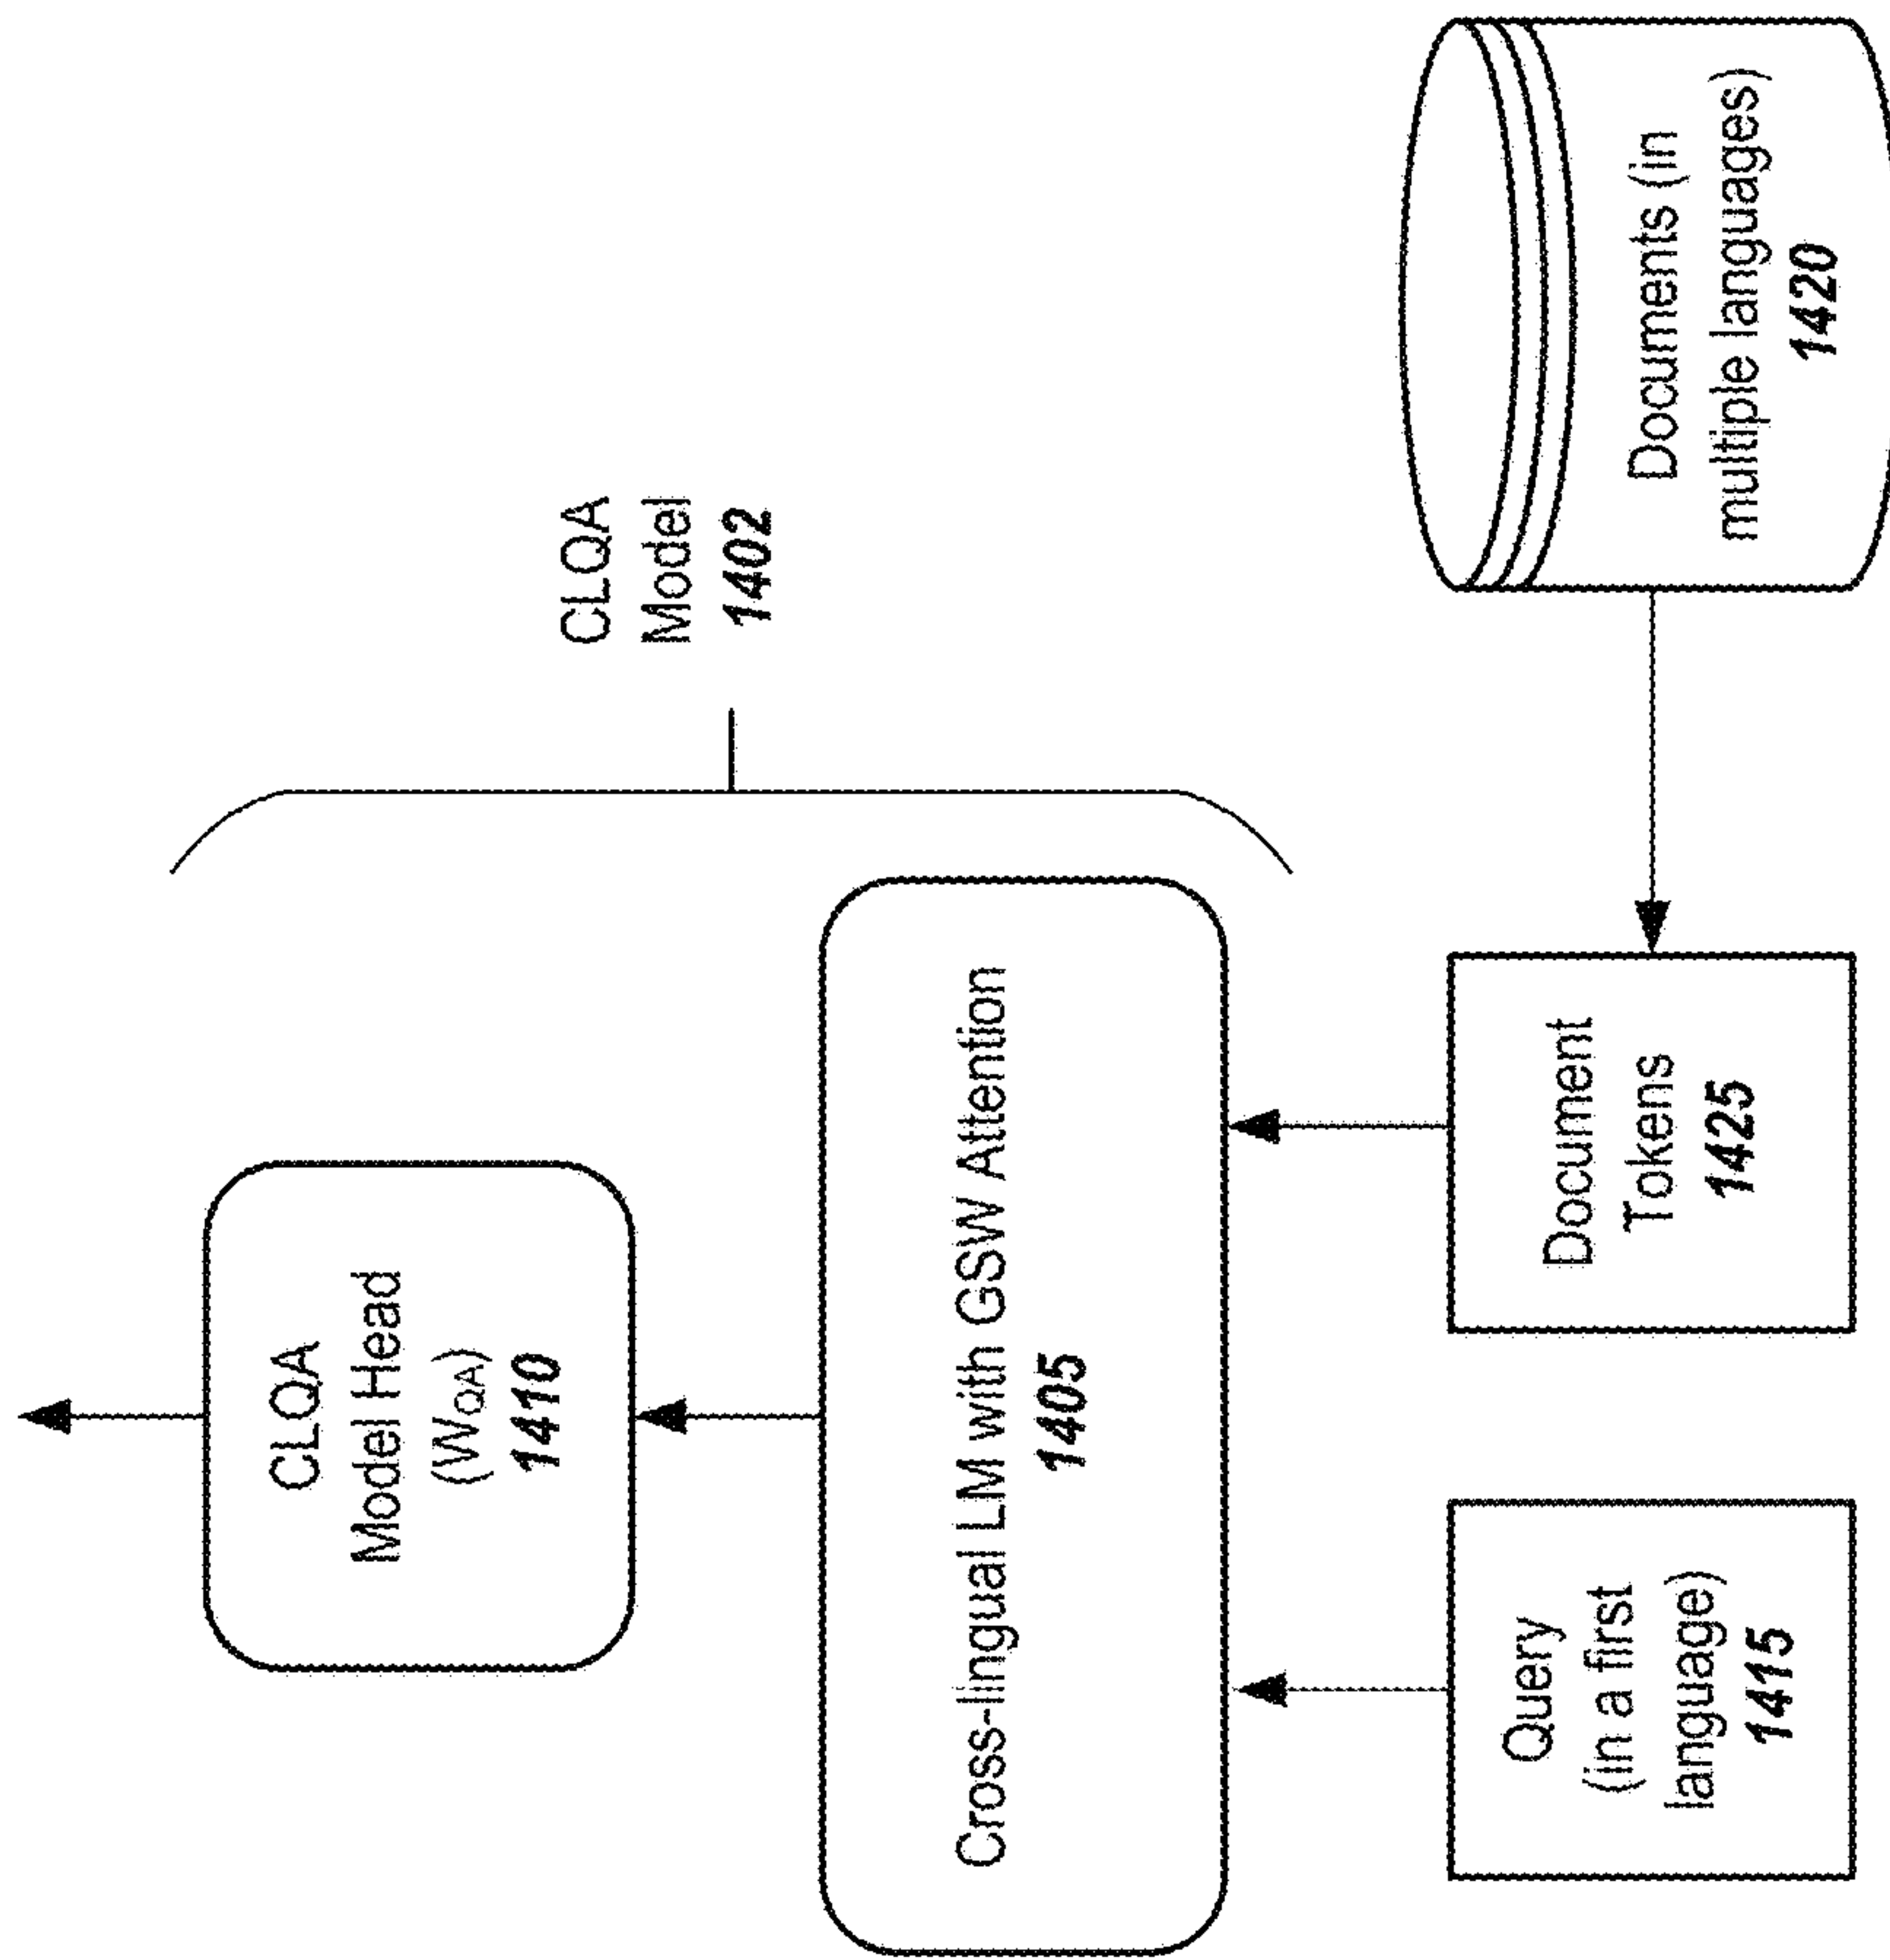 CLQA
Model Head
(WQA)
1410
CLQA
Model
1402
Cross-lingual LM with GSW Attention
1405
Query
(in a first
language)
1415
Document
Tokens
1425
Documents (in
multiple languages)
1420